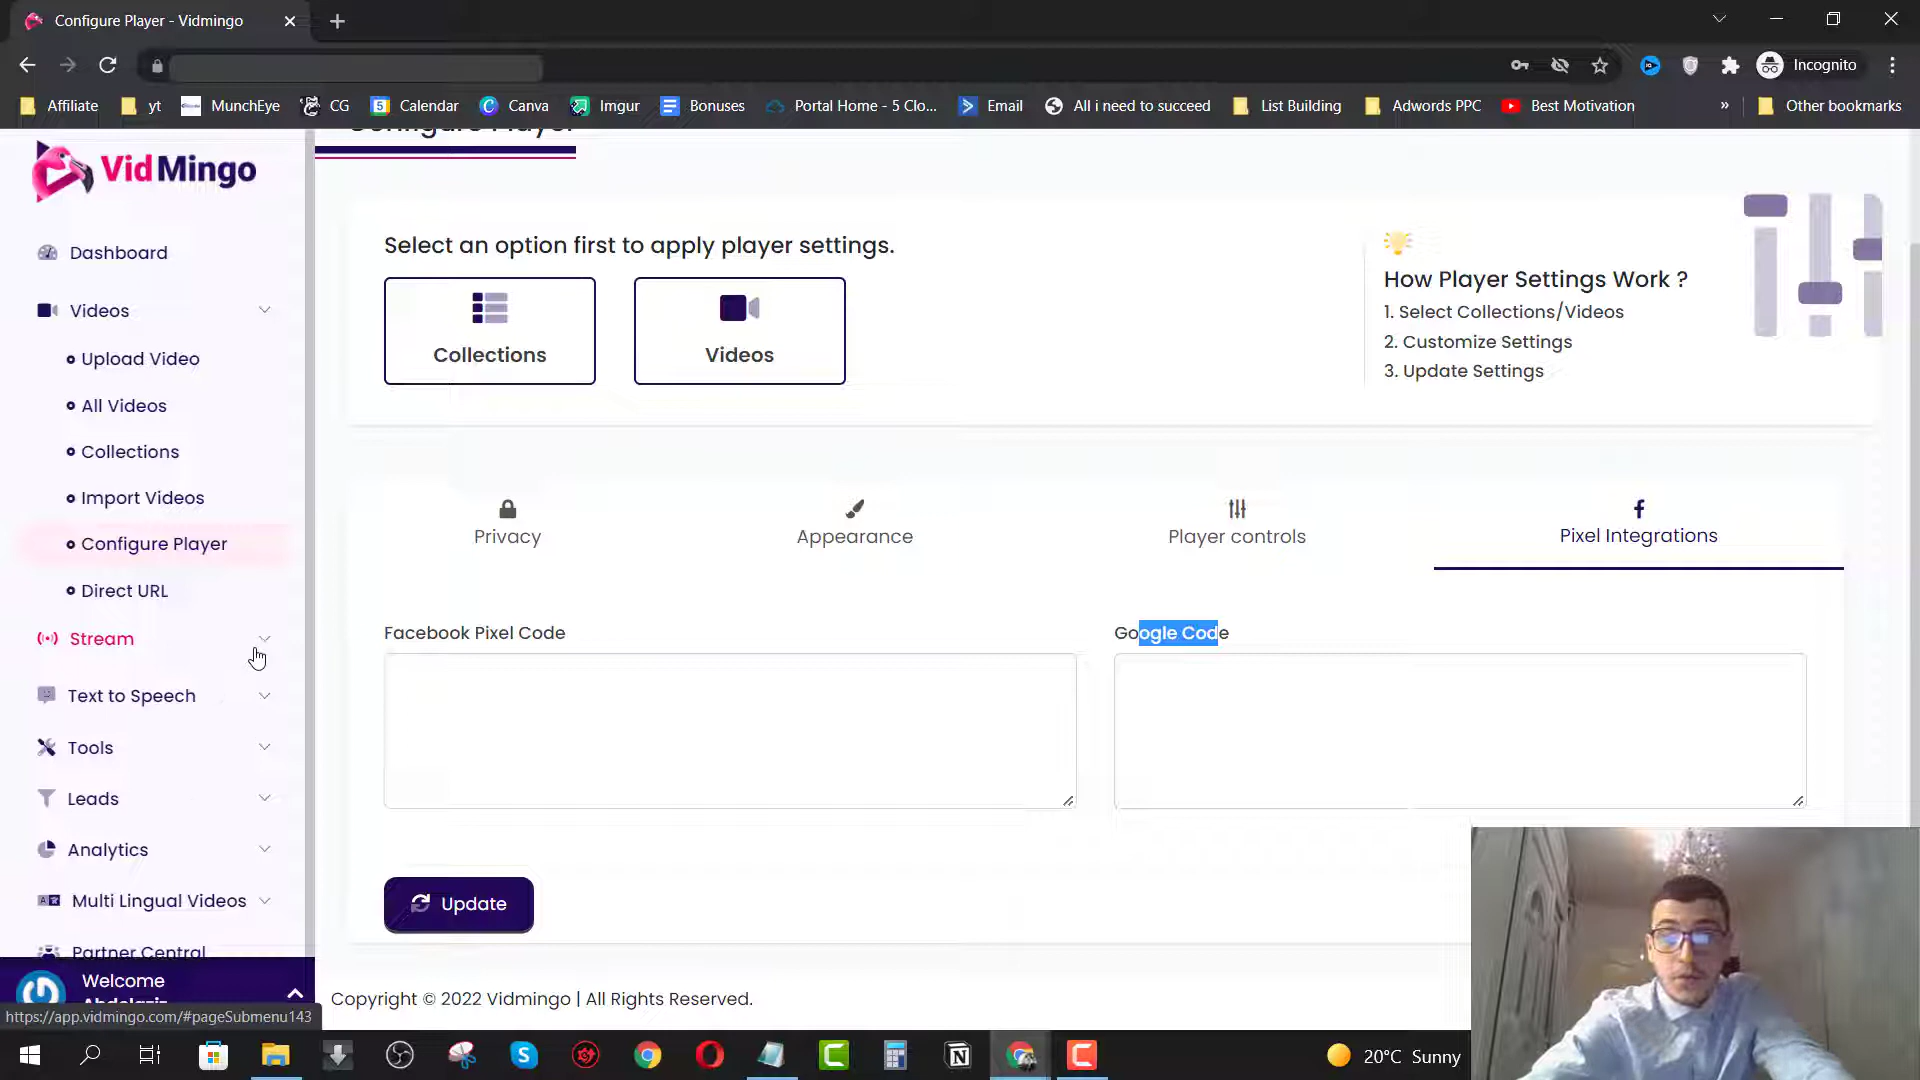 Configure Player - Vidmingo
Incognito
Affiliate
yt
MunchEye
CG
5
Calendar
Canva
Imgur
Bonuses
Portal Home - 5 Clo...
Email
All i need to succeed
List Building
Adwords PPC
Best Motivation
»
Other bookmarks
VidMingo
Configure Player
Dashboard
Videos
Upload Video
All Videos
Collections
Import Videos
Configure Player
Direct URL
Stream
Text to Speech
Tools
Leads
Analytics
Multi Lingual Videos
Partner Central
Welcome
Abdelaziz
https://app.vidmingo.com/#pageSubmenu143
Select an option first to apply player settings.
Collections
Videos
How Player Settings Work ?
1. Select Collections/Videos
2. Customize Settings
3. Update Settings
Privacy
Appearance
Player controls
Pixel Integrations
Facebook Pixel Code
Google Code
Update
Copyright © 2022 Vidmingo | All Rights Reserved.
20°C Sunny